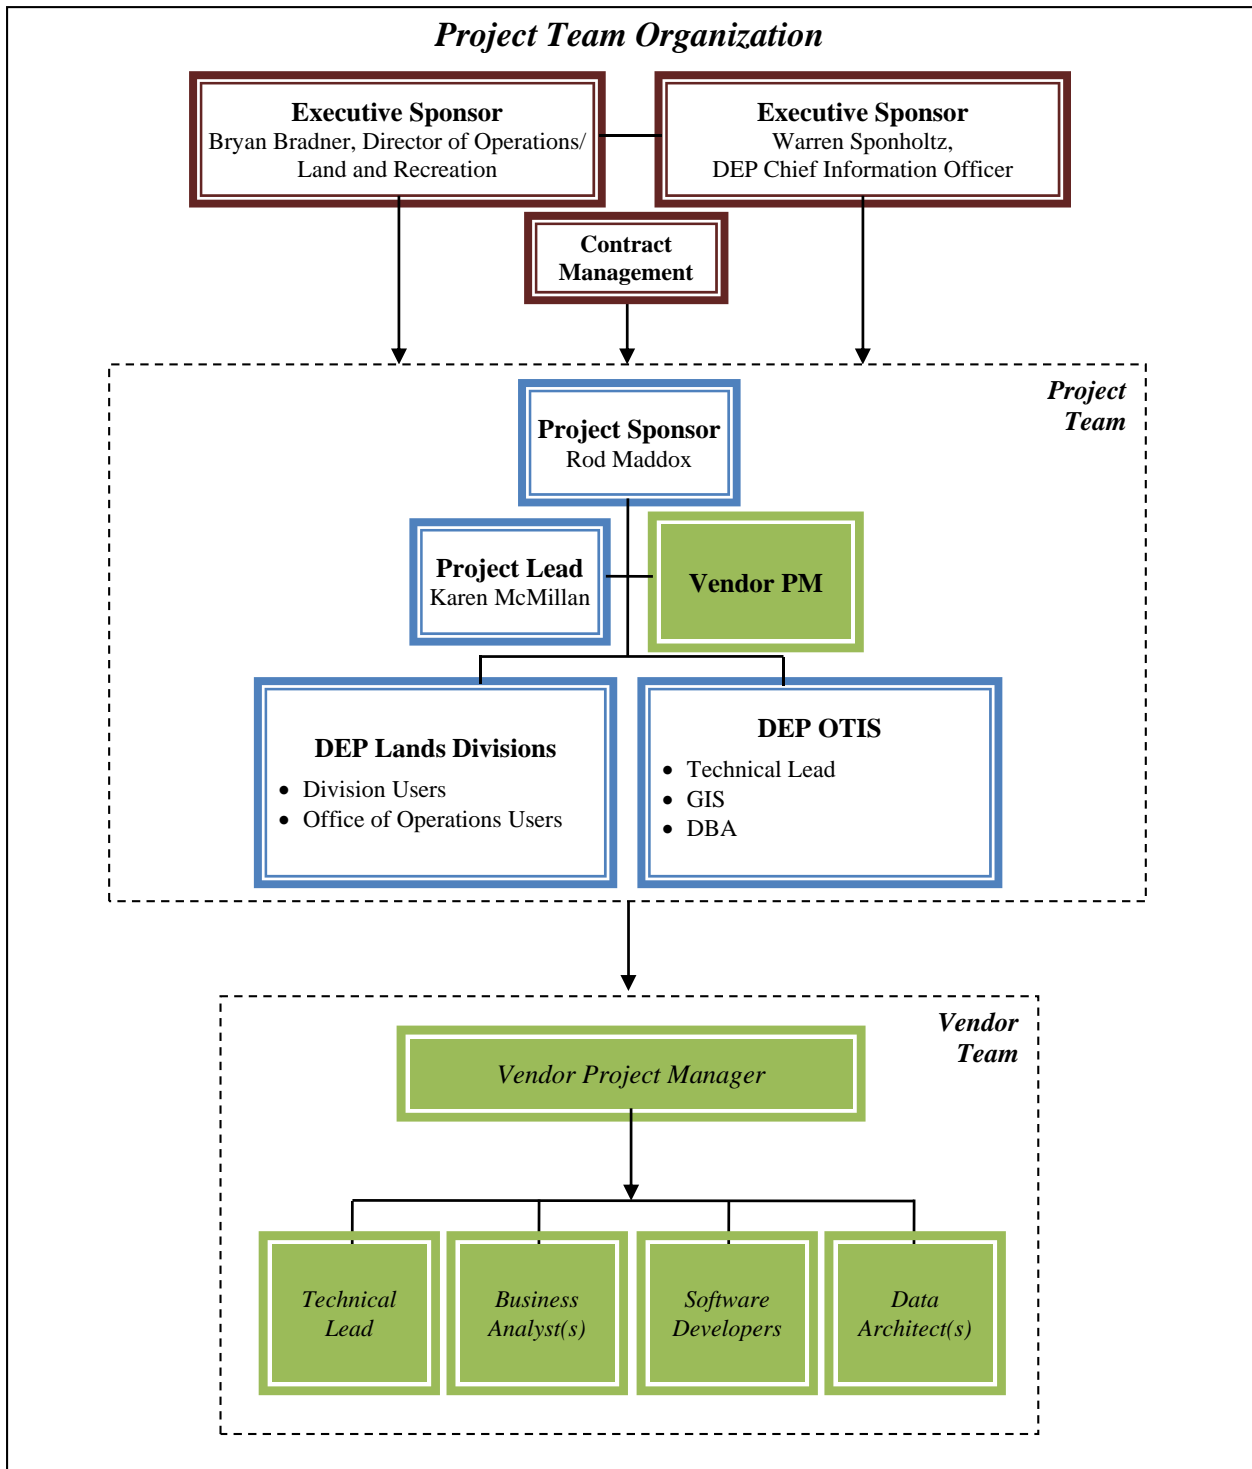 Project Team Organization
Executive Sponsor
Bryan Bradner, Director of Operations/
Land and Recreation
Executive Sponsor
Warren Sponholtz,
DEP Chief Information Officer
Contract
Management
Project
Team
Project Sponsor
Rod Maddox
Project Lead
Karen McMillan
Vendor PM
DEP Lands Divisions
• Division Users
• Office of Operations Users
DEP OTIS
• Technical Lead
• GIS
• DBA
Vendor
Team
Vendor Project Manager
Technical
Lead
Business
Analyst(s)
Software
Developers
Data
Architect(s)